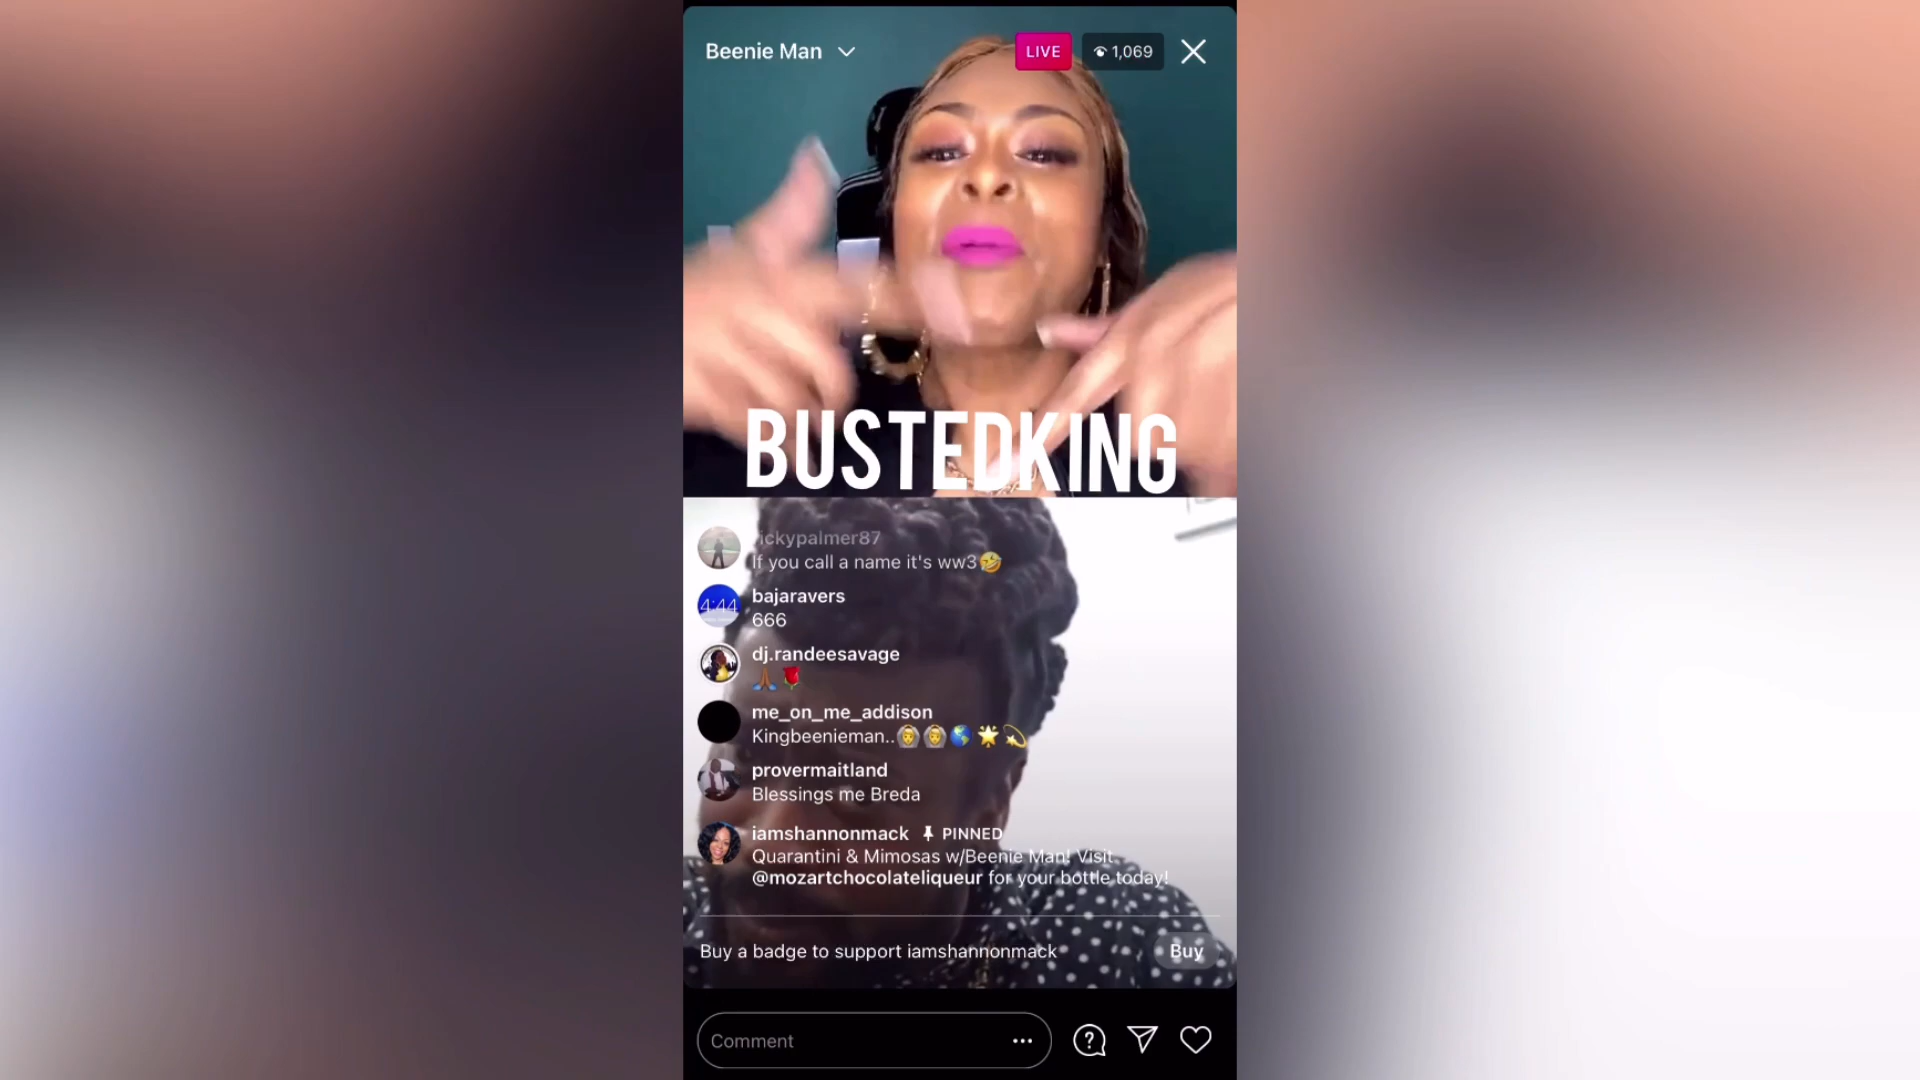 Beenie Man
LIVE
1,069
BUSTEDKING
ickypalmer87
If you call a name it's ww3🤣
bajaravers
4:44
666
dj.randeesavage
🙏🏾🌹
me_on_me_addison
Kingbeenieman..🙆‍♂️🙆‍♂️🌎🌟💫
provermaitland
Blessings me Breda
iamshannonmack PINNED
Quarantini & Mimosas w/Beenie Man! Visit
@mozartchocolateliqueur for your bottle today!
Buy a badge to support iamshannonmack
Buy
Comment